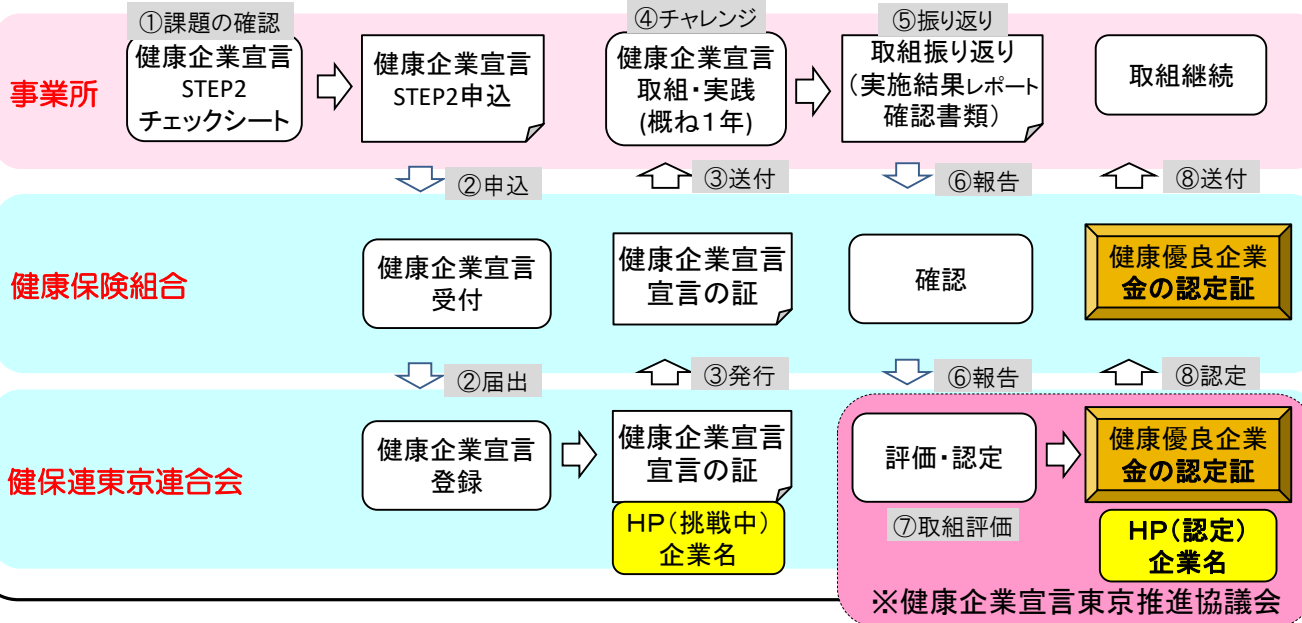 ①課題の確認
④チャレンジ
⑤振り返り
事業所
健康企業宣言
STEP2
チェックシート
健康企業宣言
STEP2申込
健康企業宣言
取組・実践
(概ね1年)
取組振り返り
(実施結果レポート
確認書類)
取組継続
②申込
③送付
⑥報告
⑧送付
健康保険組合
健康企業宣言
受付
健康企業宣言
宣言の証
確認
健康優良企業
金の認定証
②届出
③発行
⑥報告
⑧認定
健保連東京連合会
健康企業宣言
登録
健康企業宣言
宣言の証
HP(挑戦中)
企業名
評価・認定
⑦取組評価
健康優良企業
金の認定証
HP(認定)
企業名
※健康企業宣言東京推進協議会